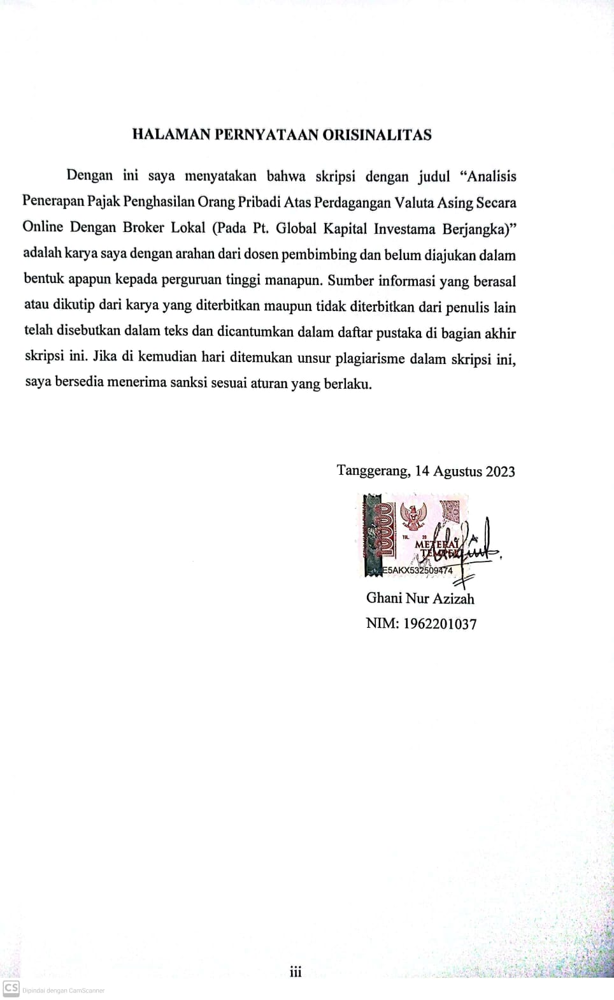 HALAMAN PERNYATAAN ORISINALITAS
Dengan ini saya menyatakan bahwa skripsi dengan judul “Analisis
Penerapan Pajak Penghasilan Orang Pribadi Atas Perdagangan Valuta Asing Secara
Online Dengan Broker Lokal (Pada Pt. Global Kapital Investama Berjangka)”
adalah karya saya dengan arahan dari dosen pembimbing dan belum diajukan dalam
bentuk apapun kepada perguruan tinggi manapun. Sumber informasi yang berasal
atau dikutip dari karya yang diterbitkan maupun tidak diterbitkan dari penulis lain
telah disebutkan dalam teks dan dicantumkan dalam daftar pustaka di bagian akhir
skripsi ini. Jika di kemudian hari ditemukan unsur plagiarisme dalam skripsi ini,
saya bersedia menerima sanksi sesuai aturan yang berlaku.
Tanggerang, 14 Agustus 2023
10000
TGL. 20
METERAI
TEMPEL
E5AKX532509474
Ghani Nur Azizah
NIM: 1962201037
iii
CS Dipindai dengan CamScanner